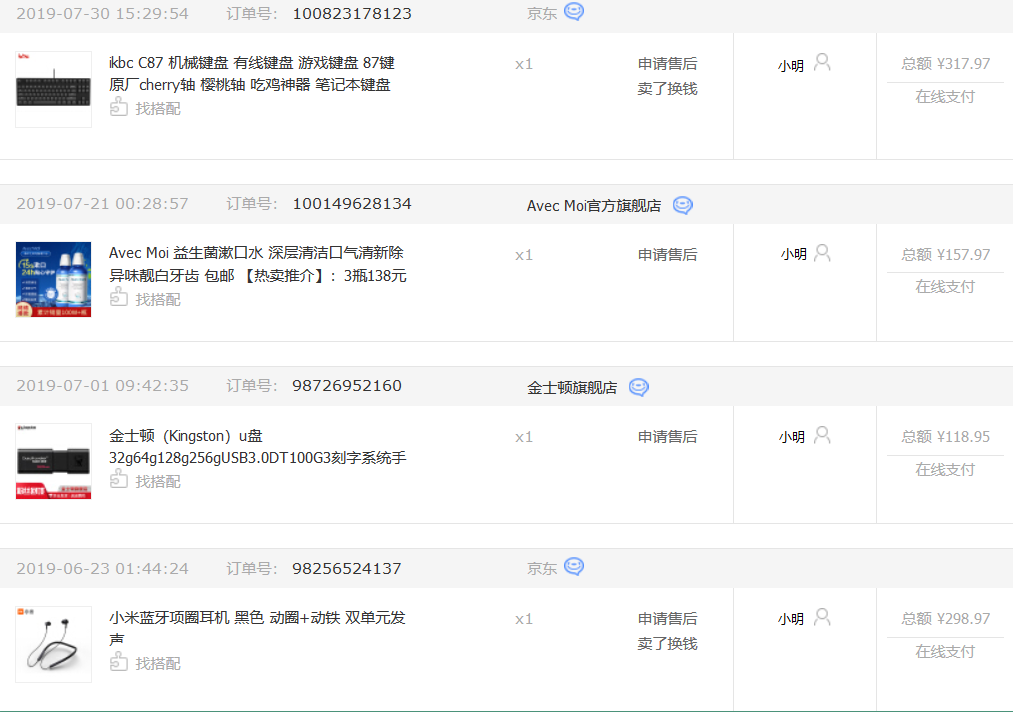 2019-07-30 15:29:54 订单号： 100823178123 京东
ikbc C87 机械键盘 有线键盘 游戏键盘 87键 x1 申请售后 小明 总额 ¥317.97
原厂cherry轴 樱桃轴 吃鸡神器 笔记本键盘 卖了换钱 在线支付
找搭配
2019-07-21 00:28:57 订单号： 100149628134 Avec Moi官方旗舰店
Avec Moi 益生菌漱口水 深层清洁口气清新除 x1 申请售后 小明 总额 ¥157.97
异味靓白牙齿 包邮 【热卖推介】：3瓶138元 在线支付
找搭配
2019-07-01 09:42:35 订单号： 98726952160 金士顿旗舰店
金士顿（Kingston）u盘 x1 申请售后 小明 总额 ¥118.95
32g64g128g256gUSB3.0DT100G3刻字系统手 在线支付
找搭配
2019-06-23 01:44:24 订单号： 98256524137 京东
小米蓝牙项圈耳机 黑色 动圈+动铁 双单元发 x1 申请售后 小明 总额 ¥298.97
声 卖了换钱 在线支付
找搭配